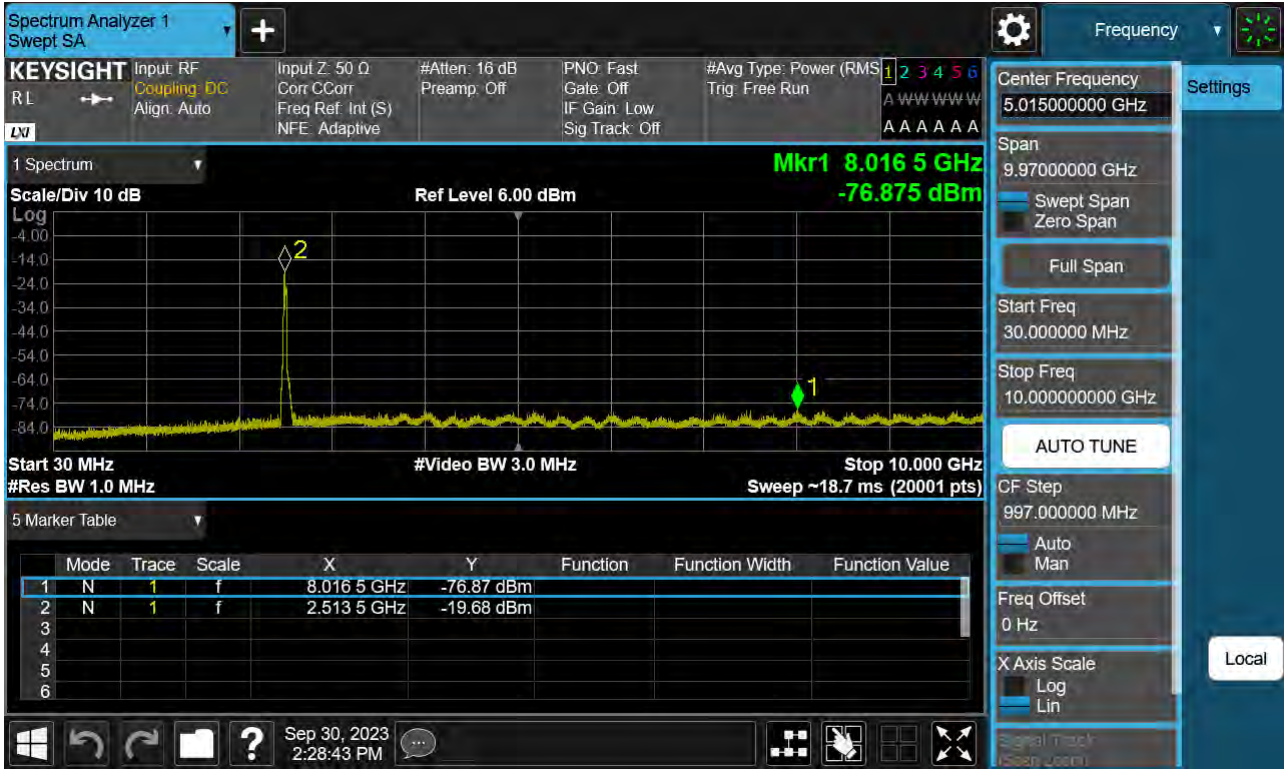 Spectrum Analyzer 1
Swept SA
Frequency
KEYSIGHT
R L
LXI
Input: RF
Coupling: DC
Align: Auto
Input Z: 50 Ω
Corr CCorr
Freq Ref: Int (S)
NFE: Adaptive
#Atten: 16 dB
Preamp: Off
PNO: Fast
Gate: Off
IF Gain: Low
Sig Track: Off
#Avg Type: Power (RMS
Trig: Free Run
1 2 3 4 5 6
A W W W W W
A A A A A A
1 Spectrum
Mkr1 8.016 5 GHz
-76.875 dBm
Scale/Div 10 dB
Ref Level 6.00 dBm
Log
-4.00
-14.0
-24.0
-34.0
-44.0
-54.0
-64.0
-74.0
-84.0
2
1
Start 30 MHz
#Video BW 3.0 MHz
Stop 10.000 GHz
#Res BW 1.0 MHz
Sweep ~18.7 ms (20001 pts)
5 Marker Table
Mode Trace Scale X Y Function Function Width Function Value
1 N 1 f 8.016 5 GHz -76.87 dBm
2 N 1 f 2.513 5 GHz -19.68 dBm
3
4
5
6
Sep 30, 2023
2:28:43 PM
?
Center Frequency
5.015000000 GHz
Settings
Span
9.97000000 GHz
Swept Span
Zero Span
Full Span
Start Freq
30.000000 MHz
Stop Freq
10.000000000 GHz
AUTO TUNE
CF Step
997.000000 MHz
Auto
Man
Freq Offset
0 Hz
X Axis Scale
Log
Lin
Local
Signal Track
(Span Zoom)